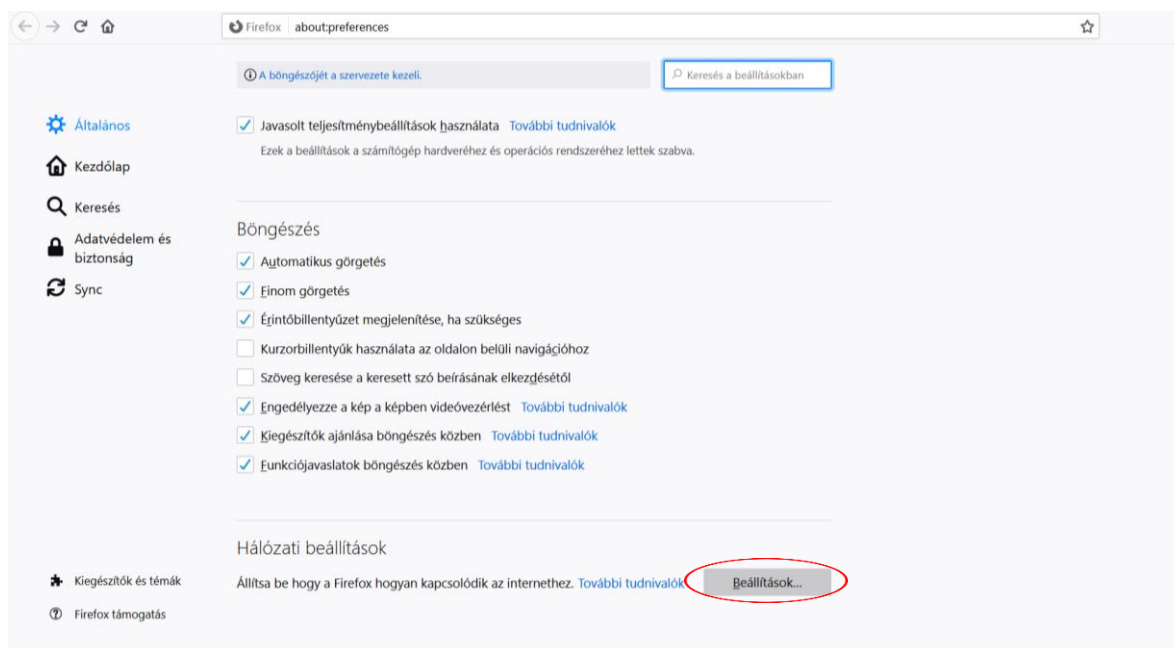 Firefox about:preferences
A böngészőjét a szervezete kezeli.
Keresés a beállításokban
Általános
Kezdőlap
Keresés
Adatvédelem és
biztonság
Sync
Kiegészítők és témák
Firefox támogatás
Javasolt teljesítménybeállítások használata További tudnivalók
Ezek a beállítások a számítógép hardveréhez és operációs rendszeréhez lettek szabva.
Böngészés
Automatikus görgetés
Finom görgetés
Érintőbillentyűzet megjelenítése, ha szükséges
Kurzorbillentyűk használata az oldalon belüli navigációhoz
Szöveg keresése a keresett szó beírásának elkezdésétől
Engedélyezze a kép a képben videóvezérlést További tudnivalók
Kiegészítők ajánlása böngészés közben További tudnivalók
Funkciójavaslatok böngészés közben További tudnivalók
Hálózati beállítások
Állítsa be hogy a Firefox hogyan kapcsolódik az internethez. További tudnivalók Beállítások...